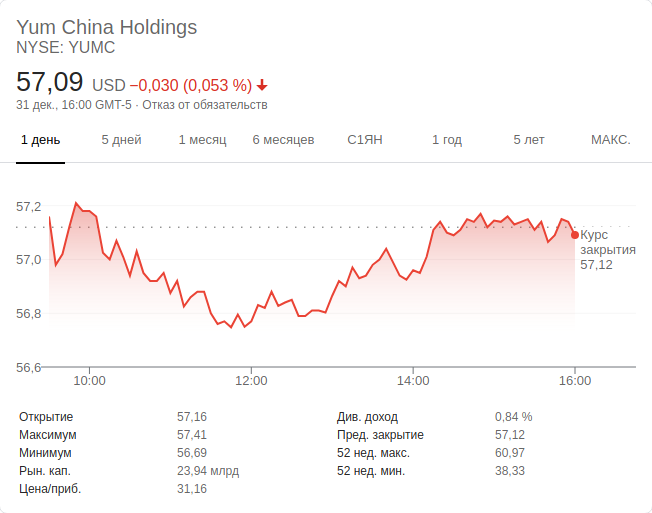 Yum China Holdings
NYSE: YUMC
57,09 USD −0,030 (0,053 %)
31 дек., 16:00 GMT-5 · Отказ от обязательств
1 день 5 дней 1 месяц 6 месяцев С1ЯН 1 год 5 лет МАКС.
57,2
57,0
56,8
56,6
Курс
закрытия
57,12
10:00 12:00 14:00 16:00
Открытие 57,16 Див. доход 0,84 %
Максимум 57,41 Пред. закрытие 57,12
Минимум 56,69 52 нед. макс. 60,97
Рын. кап. 23,94 млрд 52 нед. мин. 38,33
Цена/приб. 31,16